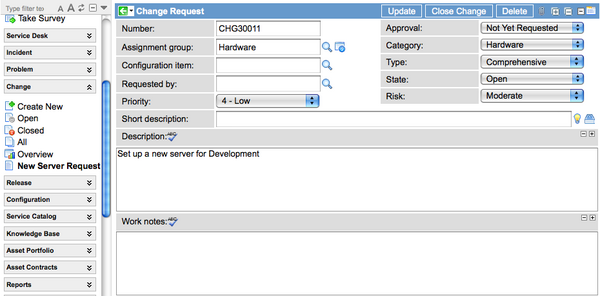 Type filter te A A
Take Survey
Service Desk
Incident
Problem
Change
Create New
Open
Closed
All
Overview
New Server Request
Release
Configuration
Service Catalog
Knowledge Base
Asset Portfolio
Asset Contracts
Reports
Change Request Update Close Change Delete
Number: CHG30011 Approval: Not Yet Requested
Assignment group: Hardware Category: Hardware
Configuration item: Type: Comprehensive
Requested by: State: Open
Priority: 4 - Low Risk: Moderate
Short description:
Description: ABC
Set up a new server for Development
Work notes: ABC